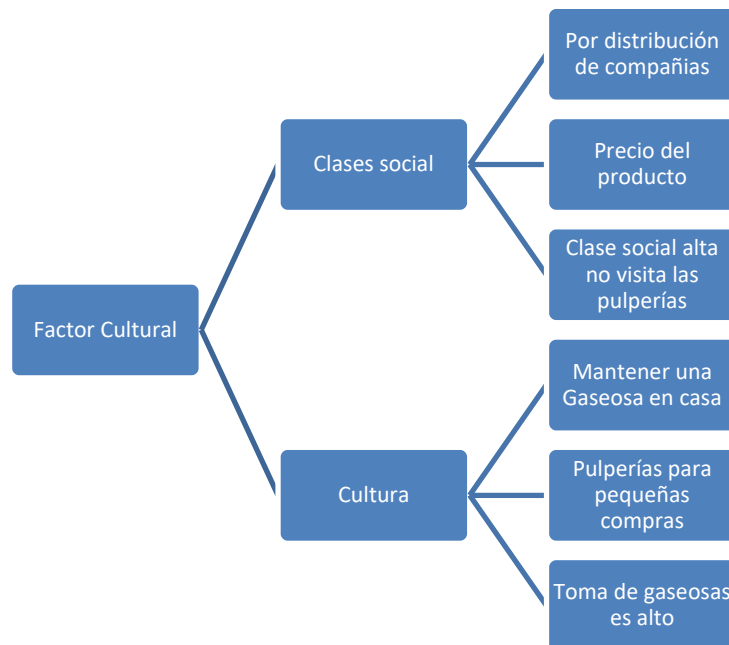 Factor Cultural
Clases social
Por distribución
de compañias
Precio del
producto
Clase social alta
no visita las
pulperías
Cultura
Mantener una
Gaseosa en casa
Pulperías para
pequeñas
compras
Toma de gaseosas
es alto